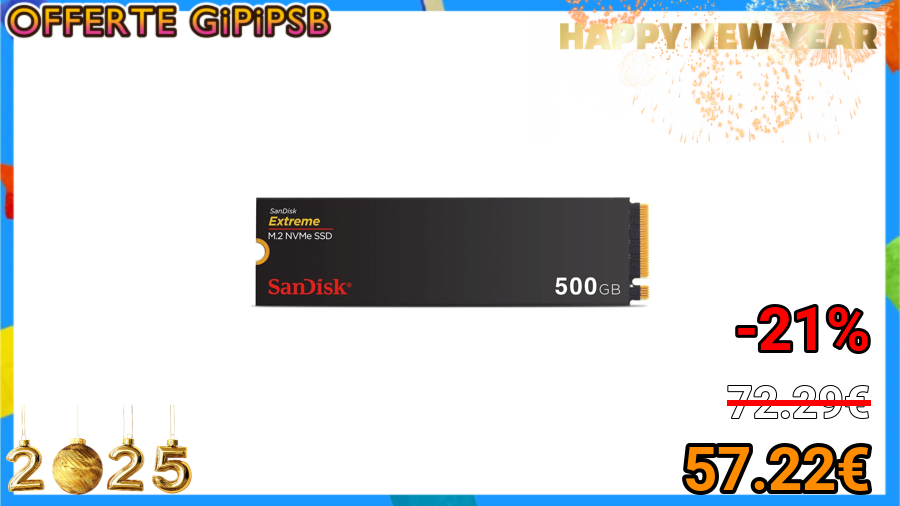 OFFERTE GiPiPSB
HAPPY NEW YEAR
SanDisk
Extreme
M.2 NVMe SSD
SanDisk®
500GB
-21%
72.29€
57.22€
2025